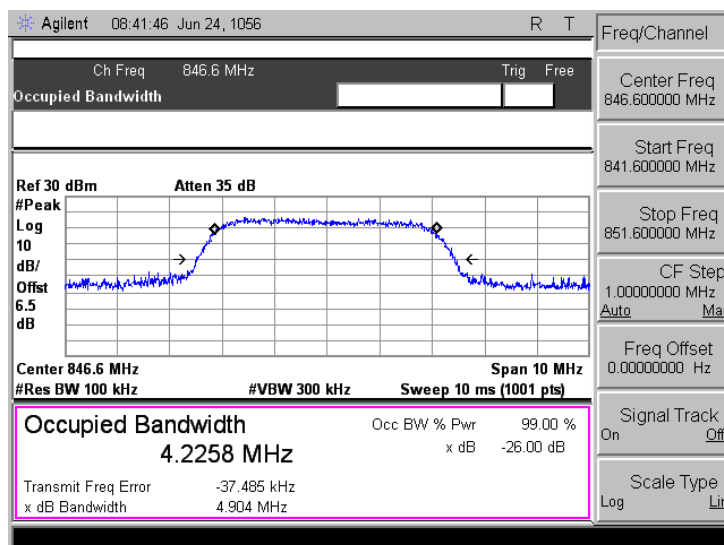 Agilent 08:41:46 Jun 24, 1056 R T
Ch Freq 846.6 MHz Trig Free
Occupied Bandwidth
Ref 30 dBm Atten 35 dB
#Peak
Log
10
dB/
Offst
6.5
dB
Center 846.6 MHz Span 10 MHz
#Res BW 100 kHz #VBW 300 kHz Sweep 10 ms (1001 pts)
Occupied Bandwidth Occ BW % Pwr 99.00 %
4.2258 MHz x dB -26.00 dB
Transmit Freq Error -37.485 kHz
x dB Bandwidth 4.904 MHz
Freq/Channel
Center Freq
846.600000 MHz
Start Freq
841.600000 MHz
Stop Freq
851.600000 MHz
CF Step
1.00000000 MHz
Auto Ma
Freq Offset
0.00000000 Hz
Signal Track
On Off
Scale Type
Log Lin